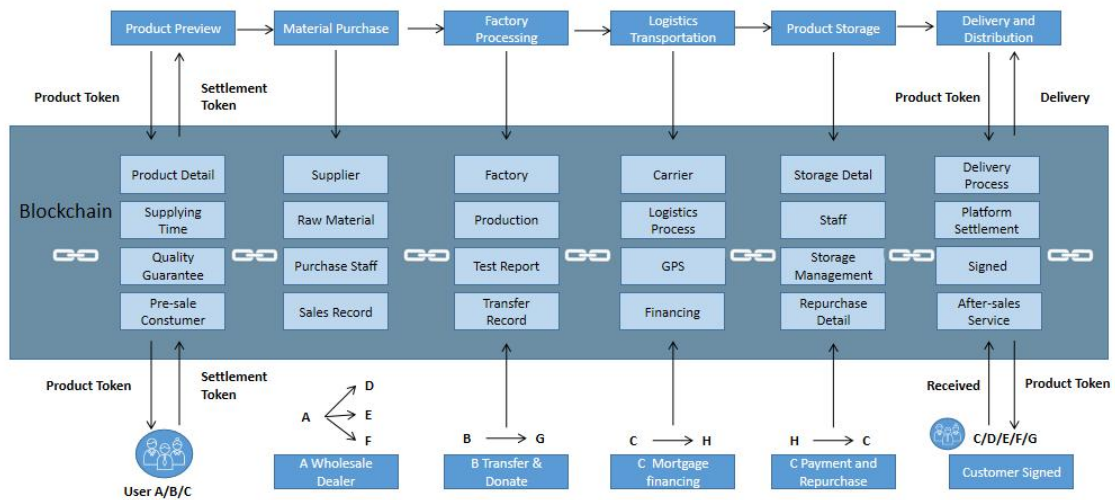 Product Preview
Material Purchase
Factory
Processing
Logistics
Transportation
Product Storage
Delivery and
Distribution
Product Token
Settlement
Token
Product Token
Delivery
Blockchain
Product Detail
Supplying
Time
Quality
Guarantee
Pre-sale
Constumer
Supplier
Raw Material
Purchase Staff
Sales Record
Factory
Production
Test Report
Transfer
Record
Carrier
Logistics
Process
GPS
Financing
Storage Detal
Staff
Storage
Management
Repurchase
Detail
Delivery
Process
Platform
Settlement
Signed
After-sales
Service
Product Token
Settlement
Token
User A/B/C
A
D
E
F
A Wholesale
Dealer
B
G
B Transfer &
Donate
C
H
C Mortgage
financing
H
C
C Payment and
Repurchase
Received
Product Token
C/D/E/F/G
Customer Signed